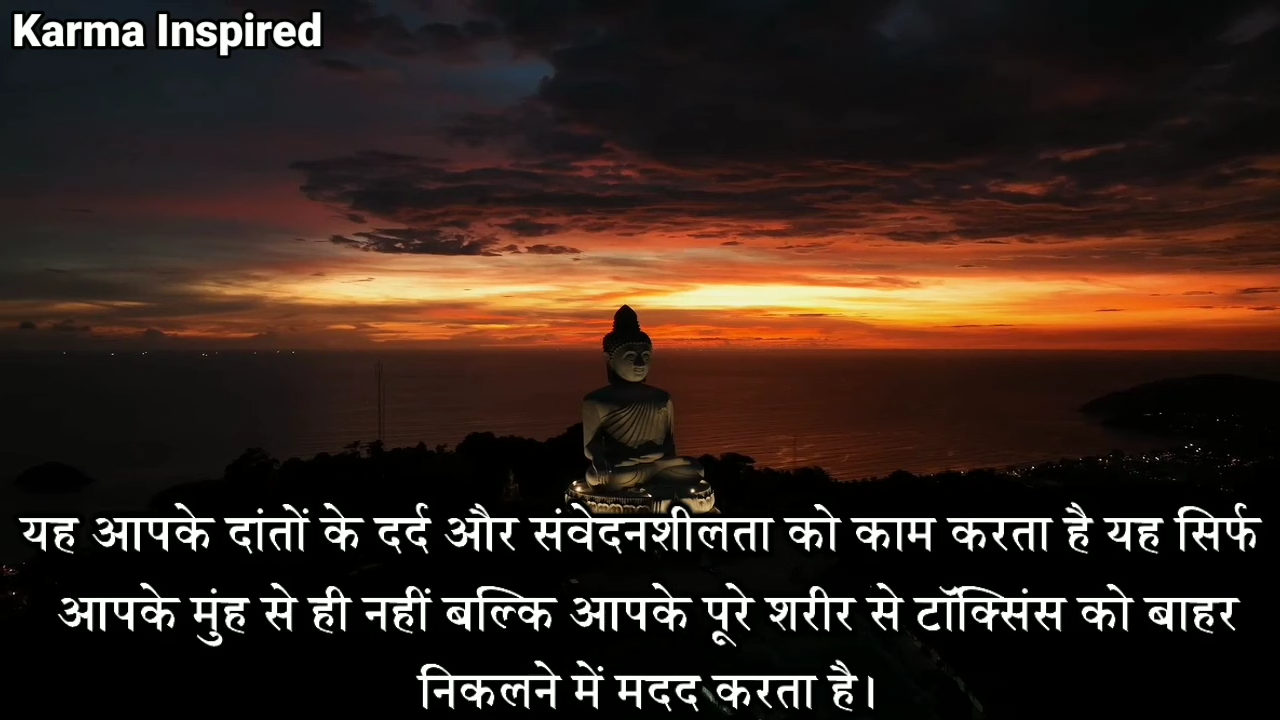 Karma Inspired
यह आपके दांतों के दर्द और संवेदनशीलता को काम करता है यह सिर्फ
आपके मुंह से ही नहीं बल्कि आपके पूरे शरीर से टॉक्सिंस को बाहर
निकलने में मदद करता है।